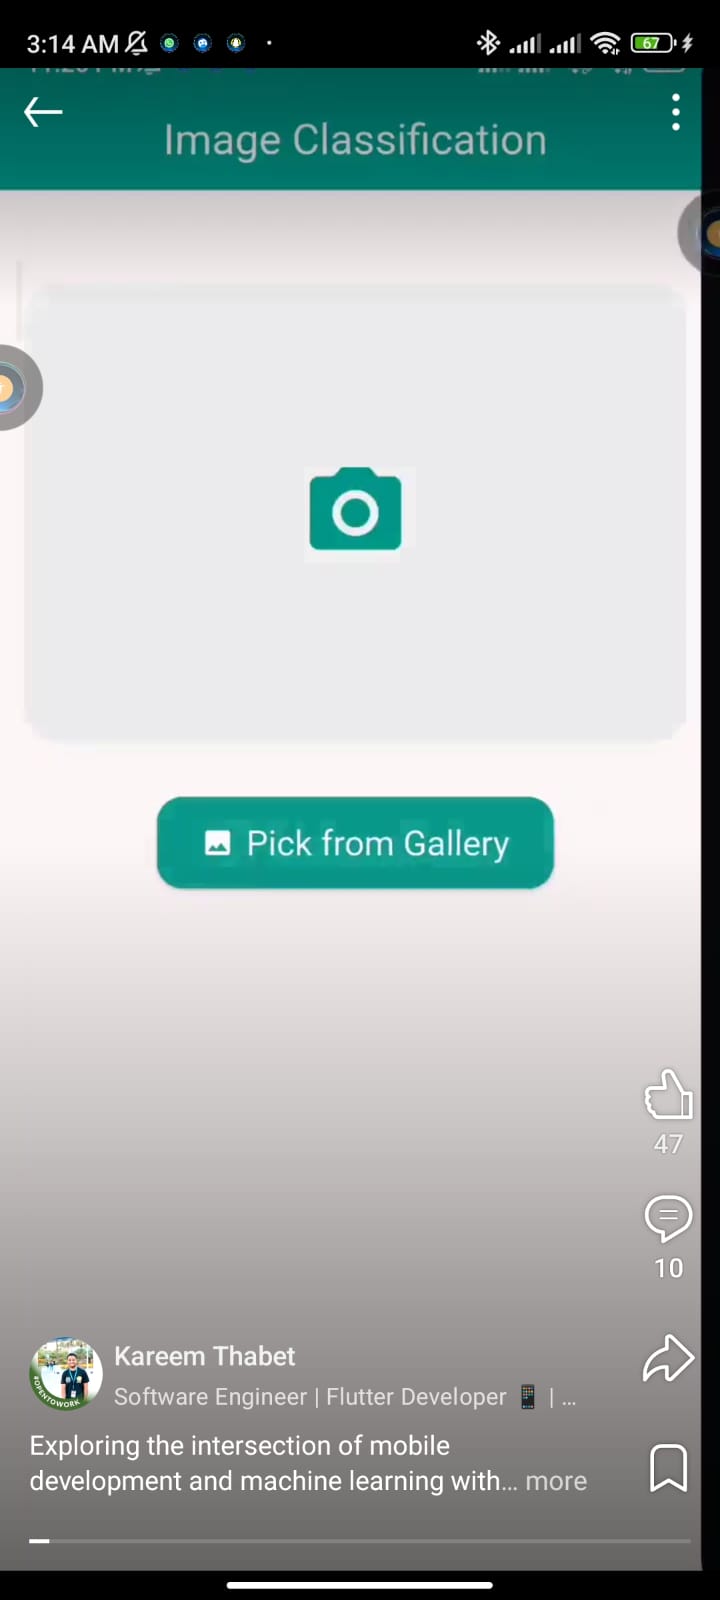 3:14 AM
67
Image Classification
Pick from Gallery
47
10
Kareem Thabet
Software Engineer | Flutter Developer 📱 | ...
Exploring the intersection of mobile
development and machine learning with... more
#OPENTOWORK